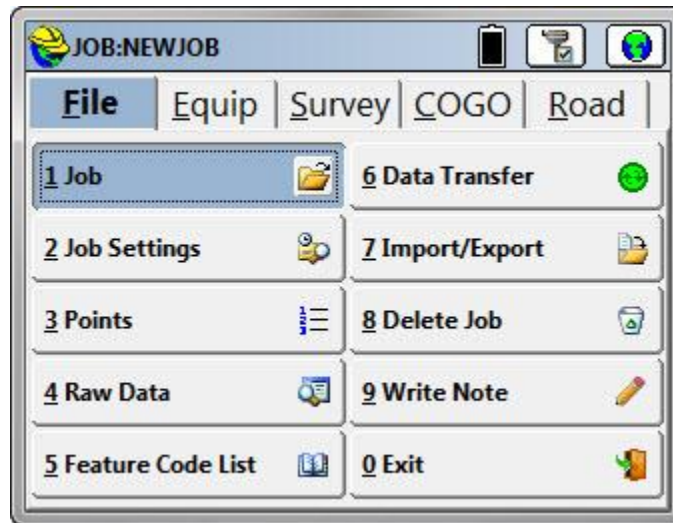 JOB:NEWJOB
File Equip Survey COGO Road
1 Job
2 Job Settings
3 Points
4 Raw Data
5 Feature Code List
6 Data Transfer
7 Import/Export
8 Delete Job
9 Write Note
0 Exit